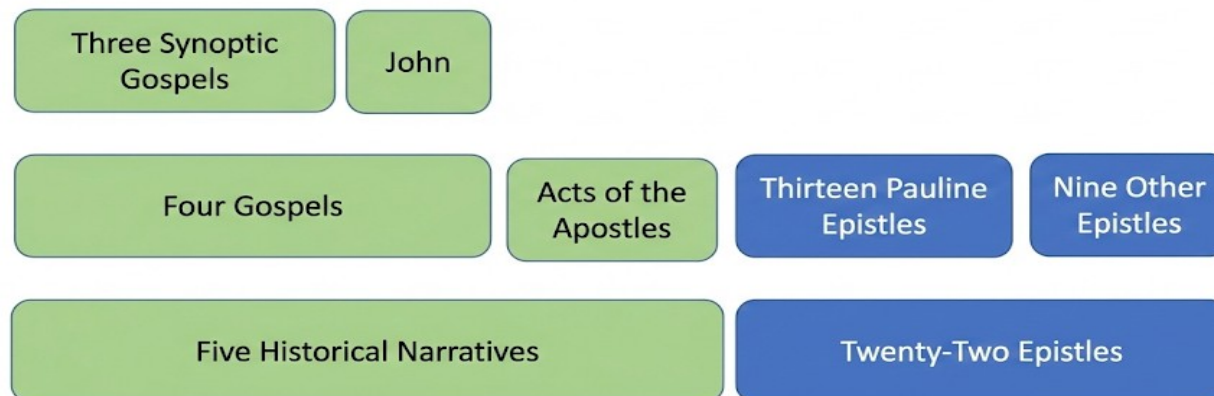 Three Synoptic
Gospels
John
Four Gospels
Acts of the
Apostles
Thirteen Pauline
Epistles
Nine Other
Epistles
Five Historical Narratives
Twenty-Two Epistles